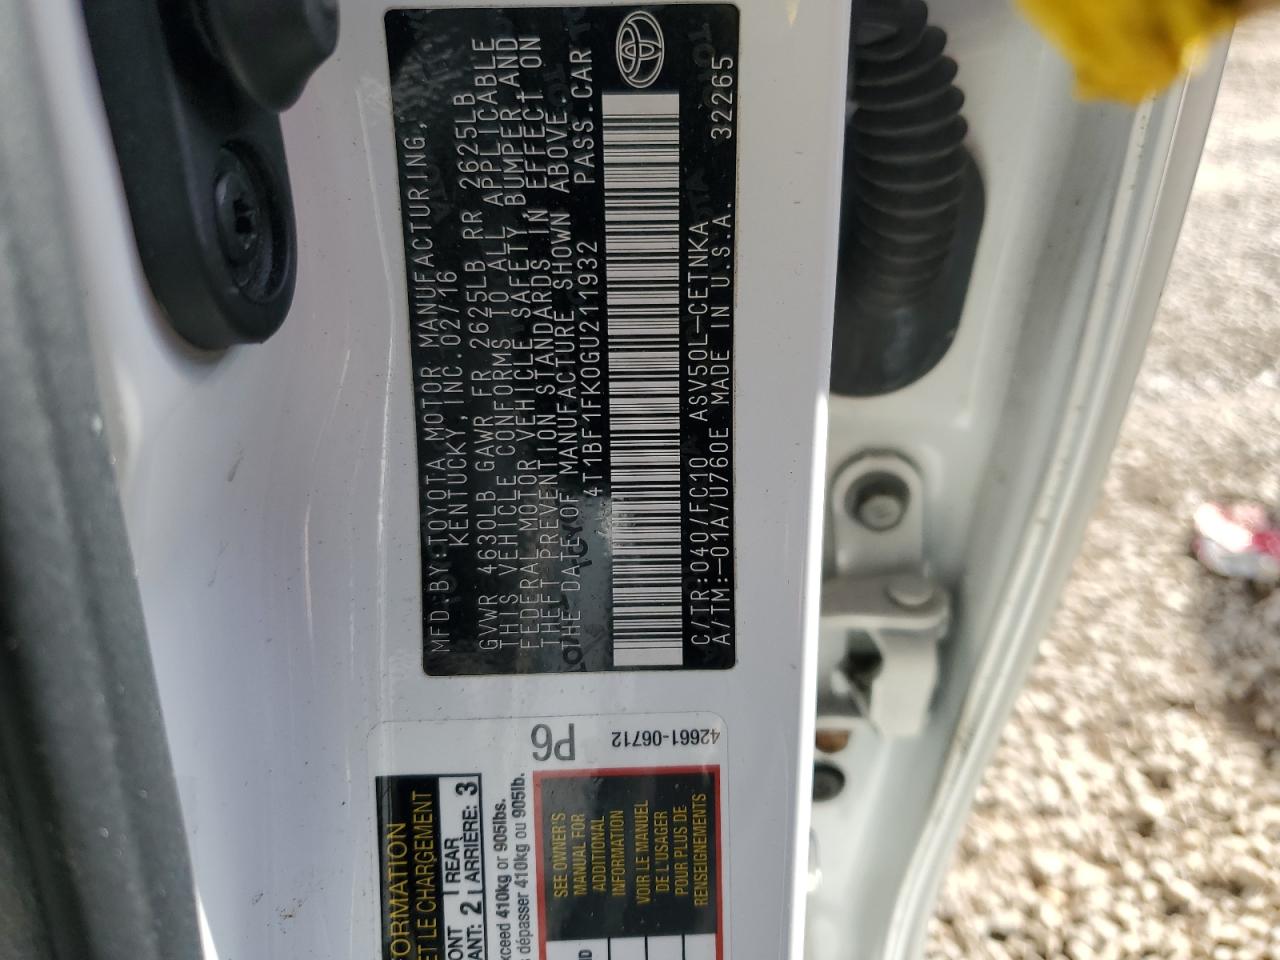 MFD.BY:TOYOTA MOTOR MANUFACTURING,
KENTUCKY, INC.02/16
GVWR 4630LB GAWR FR 2625LB RR 2625LB
THIS VEHICLE CONFORMS TO ALL APPLICABLE
FEDERAL MOTOR VEHICLE SAFETY, BUMPER,AND
THEFT PREVENTION STANDARDS IN EFFECT ON
THE DATE OF MANUFACTURE SHOWN ABOVE.
4T1BF1FK0GU211932 PASS.CAR
C/TR:040/FC10 ASV50L-CETNKA
A/TM:-01A/U760E MADE IN U.S.A. 32265
P6
42661-06712
ORMATION
ET LE CHARGEMENT
ONT 2 REAR 3
ANT: 2 ARRIÈRE: 3
xceed 410kg or 905lbs.
dépasser 410kg ou 905lb.
SEE OWNER'S
MANUAL FOR
ADDITIONAL
INFORMATION
VOIR LE MANUEL
DE L'USAGER
POUR PLUS DE
RENSEIGNEMENTS